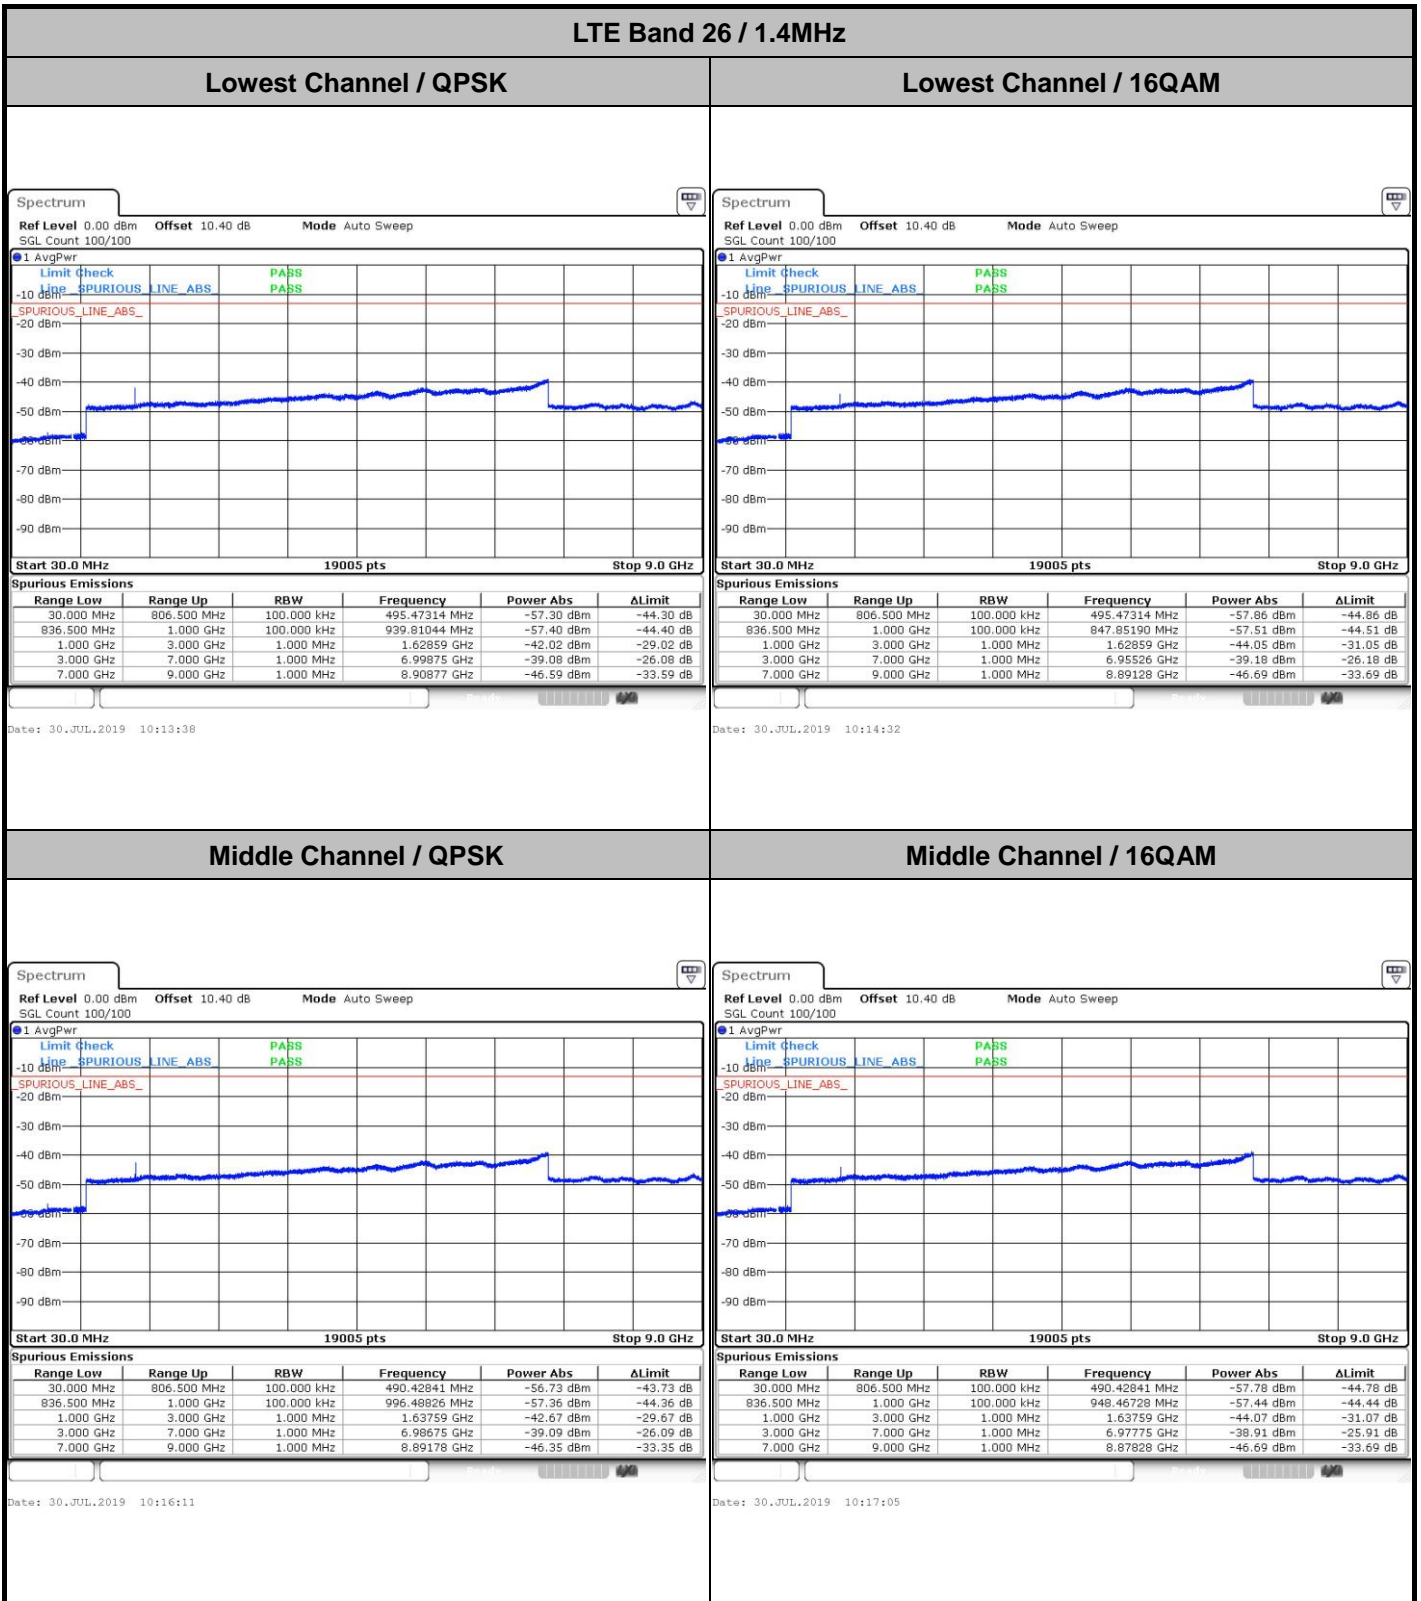 LTE Band 26 / 1.4MHz
Lowest Channel / QPSK
Lowest Channel / 16QAM
Spectrum
Ref Level 0.00 dBm Offset 10.40 dB Mode Auto Sweep
SGL Count 100/100
1 AvgPwr
Limit Check PASS
Line _SPURIOUS_LINE_ABS_ PASS
-10 dBm
_SPURIOUS_LINE_ABS_
-20 dBm
-30 dBm
-40 dBm
-50 dBm
-60 dBm
-70 dBm
-80 dBm
-90 dBm
Start 30.0 MHz 19005 pts Stop 9.0 GHz
Spurious Emissions
Range Low Range Up RBW Frequency Power Abs ΔLimit
30.000 MHz 806.500 MHz 100.000 kHz 495.47314 MHz -57.30 dBm -44.30 dB
836.500 MHz 1.000 GHz 100.000 kHz 939.81044 MHz -57.40 dBm -44.40 dB
1.000 GHz 3.000 GHz 1.000 MHz 1.62859 GHz -42.02 dBm -29.02 dB
3.000 GHz 7.000 GHz 1.000 MHz 6.99875 GHz -39.08 dBm -26.08 dB
7.000 GHz 9.000 GHz 1.000 MHz 8.90877 GHz -46.59 dBm -33.59 dB
Ready
Date: 30.JUL.2019 10:13:38
Spectrum
Ref Level 0.00 dBm Offset 10.40 dB Mode Auto Sweep
SGL Count 100/100
1 AvgPwr
Limit Check PASS
Line _SPURIOUS_LINE_ABS_ PASS
-10 dBm
_SPURIOUS_LINE_ABS_
-20 dBm
-30 dBm
-40 dBm
-50 dBm
-60 dBm
-70 dBm
-80 dBm
-90 dBm
Start 30.0 MHz 19005 pts Stop 9.0 GHz
Spurious Emissions
Range Low Range Up RBW Frequency Power Abs ΔLimit
30.000 MHz 806.500 MHz 100.000 kHz 495.47314 MHz -57.86 dBm -44.86 dB
836.500 MHz 1.000 GHz 100.000 kHz 847.85190 MHz -57.51 dBm -44.51 dB
1.000 GHz 3.000 GHz 1.000 MHz 1.62859 GHz -44.05 dBm -31.05 dB
3.000 GHz 7.000 GHz 1.000 MHz 6.95526 GHz -39.18 dBm -26.18 dB
7.000 GHz 9.000 GHz 1.000 MHz 8.89128 GHz -46.69 dBm -33.69 dB
Ready
Date: 30.JUL.2019 10:14:32
Middle Channel / QPSK
Middle Channel / 16QAM
Spectrum
Ref Level 0.00 dBm Offset 10.40 dB Mode Auto Sweep
SGL Count 100/100
1 AvgPwr
Limit Check PASS
Line _SPURIOUS_LINE_ABS_ PASS
-10 dBm
_SPURIOUS_LINE_ABS_
-20 dBm
-30 dBm
-40 dBm
-50 dBm
-60 dBm
-70 dBm
-80 dBm
-90 dBm
Start 30.0 MHz 19005 pts Stop 9.0 GHz
Spurious Emissions
Range Low Range Up RBW Frequency Power Abs ΔLimit
30.000 MHz 806.500 MHz 100.000 kHz 490.42841 MHz -56.73 dBm -43.73 dB
836.500 MHz 1.000 GHz 100.000 kHz 996.48826 MHz -57.36 dBm -44.36 dB
1.000 GHz 3.000 GHz 1.000 MHz 1.63759 GHz -42.67 dBm -29.67 dB
3.000 GHz 7.000 GHz 1.000 MHz 6.98675 GHz -39.09 dBm -26.09 dB
7.000 GHz 9.000 GHz 1.000 MHz 8.89178 GHz -46.35 dBm -33.35 dB
Ready
Date: 30.JUL.2019 10:16:11
Spectrum
Ref Level 0.00 dBm Offset 10.40 dB Mode Auto Sweep
SGL Count 100/100
1 AvgPwr
Limit Check PASS
Line _SPURIOUS_LINE_ABS_ PASS
-10 dBm
_SPURIOUS_LINE_ABS_
-20 dBm
-30 dBm
-40 dBm
-50 dBm
-60 dBm
-70 dBm
-80 dBm
-90 dBm
Start 30.0 MHz 19005 pts Stop 9.0 GHz
Spurious Emissions
Range Low Range Up RBW Frequency Power Abs ΔLimit
30.000 MHz 806.500 MHz 100.000 kHz 490.42841 MHz -57.78 dBm -44.78 dB
836.500 MHz 1.000 GHz 100.000 kHz 948.46728 MHz -57.44 dBm -44.44 dB
1.000 GHz 3.000 GHz 1.000 MHz 1.63759 GHz -44.07 dBm -31.07 dB
3.000 GHz 7.000 GHz 1.000 MHz 6.97775 GHz -38.91 dBm -25.91 dB
7.000 GHz 9.000 GHz 1.000 MHz 8.87828 GHz -46.69 dBm -33.69 dB
Ready
Date: 30.JUL.2019 10:17:05